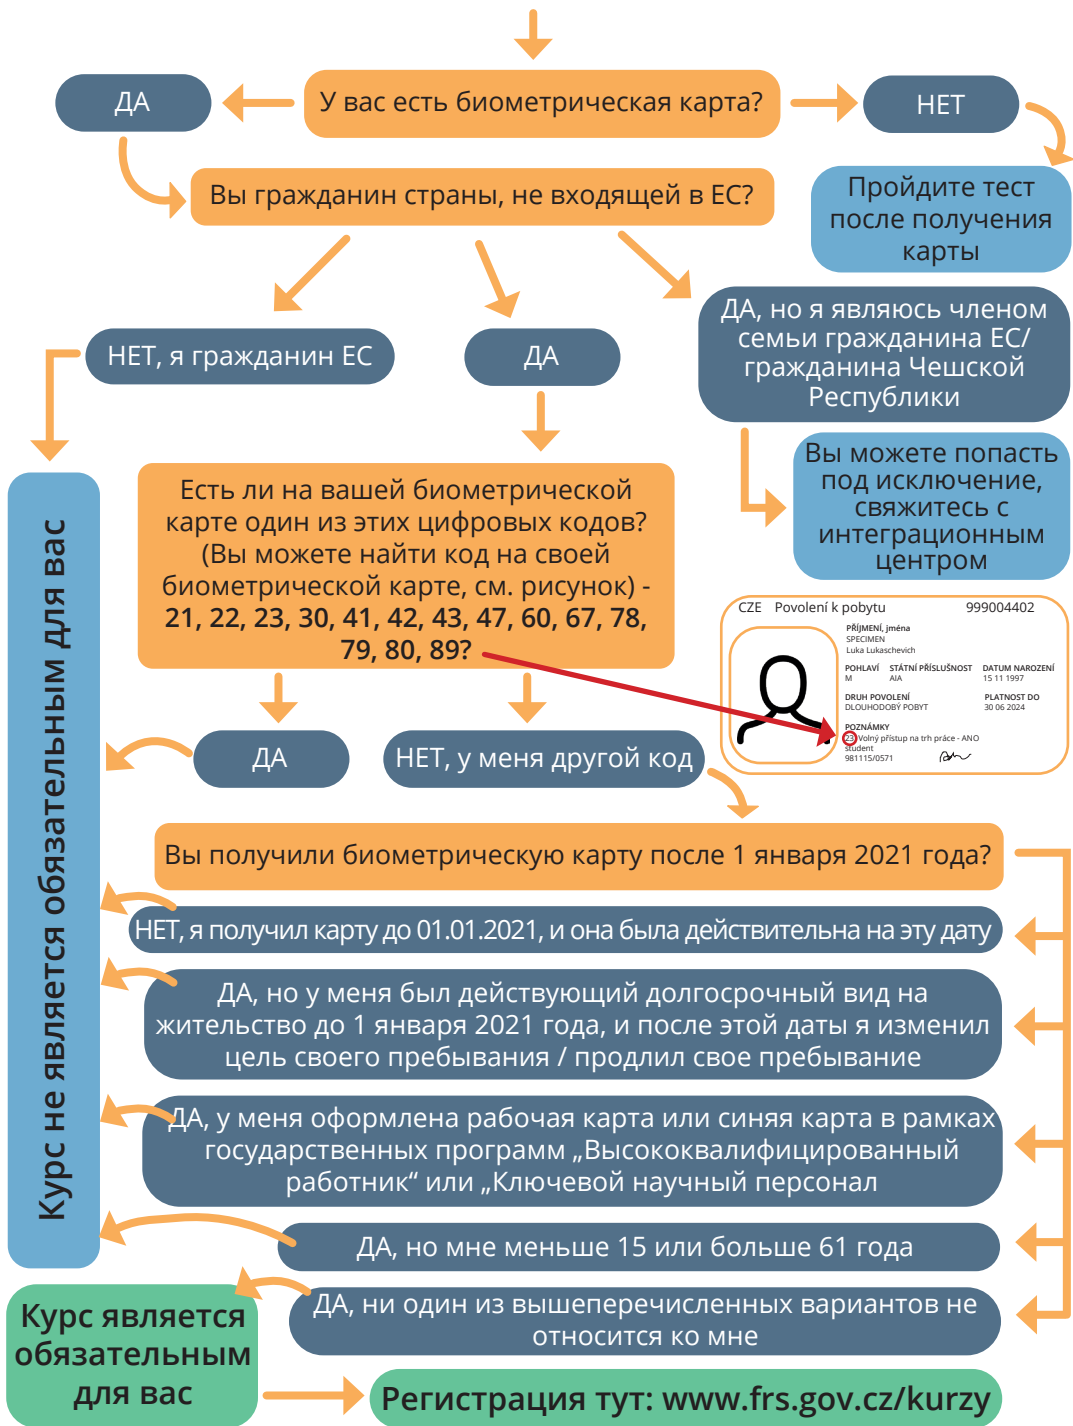 У вас есть биометрическая карта?
ДА
НЕТ
Вы гражданин страны, не входящей в ЕС?
Пройдите тест
после получения
карты
НЕТ, я гражданин ЕС
ДА
ДА, но я являюсь членом
семьи гражданина ЕС/
гражданина Чешской
Республики
Вы можете попасть
под исключение,
свяжитесь с
интеграционным
центром
Есть ли на вашей биометрической
карте один из этих цифровых кодов?
(Вы можете найти код на своей
биометрической карте, см. рисунок) -
21, 22, 23, 30, 41, 42, 43, 47, 60, 67, 78,
79, 80, 89?
CZE Povolení k pobytu 999004402
PŘÍJMENÍ, jména
SPECIMEN
Luka Lukaschevich
POHLAVÍ STÁTNÍ PŘÍSLUŠNOST DATUM NAROZENÍ
M AIA 15 11 1997
DRUH POVOLENÍ PLATNOST DO
DLOUHODOBÝ POBYT 30 06 2024
POZNÁMKY
23 Volný přístup na trh práce - ANO
student
981115/0571
ДА
НЕТ, у меня другой код
Вы получили биометрическую карту после 1 января 2021 года?
НЕТ, я получил карту до 01.01.2021, и она была действительна на эту дату
ДА, но у меня был действующий долгосрочный вид на
жительство до 1 января 2021 года, и после этой даты я изменил
цель своего пребывания / продлил свое пребывание
ДА, у меня оформлена рабочая карта или синяя карта в рамках
государственных программ „Высококвалифицированный
работник“ или „Ключевой научный персонал
ДА, но мне меньше 15 или больше 61 года
ДА, ни один из вышеперечисленных вариантов не
относится ко мне
Курс не является обязательным для вас
Курс является
обязательным
для вас
Регистрация тут: www.frs.gov.cz/kurzy